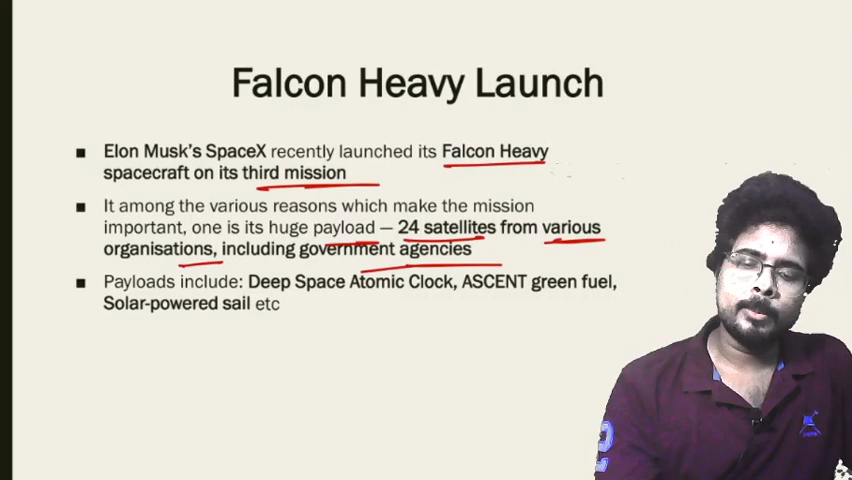 Falcon Heavy Launch
Elon Musk's SpaceX recently launched its Falcon Heavy
spacecraft on its third mission
It among the various reasons which make the mission
important, one is its huge payload — 24 satellites from various
organisations, including government agencies
Payloads include: Deep Space Atomic Clock, ASCENT green fuel,
Solar-powered sail etc